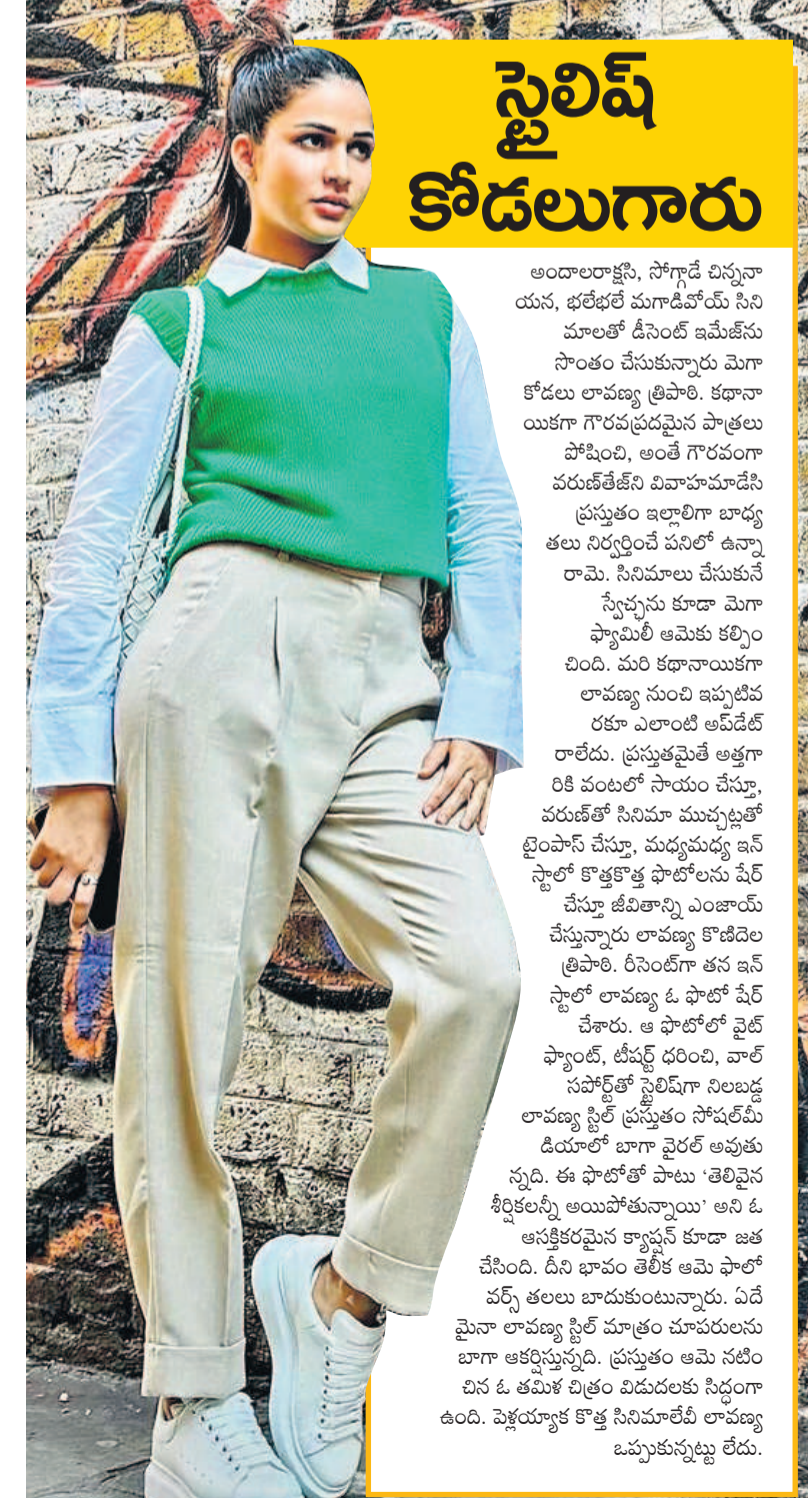 స్టైలిష్
కోడలుగారు
అందాలరాక్షసి, సోగ్గాడే చిన్ననా
యన, భలేభలే మగాడివోయ్ సిని
మాలతో డీసెంట్ ఇమేజ్‌ను
సొంతం చేసుకున్నారు మెగా
కోడలు లావణ్య త్రిపాఠి. కథానా
యికగా గౌరవప్రదమైన పాత్రలు
పోషించి, అంతే గౌరవంగా
వరుణ్‌తేజ్‌ని వివాహమాడేసి
ప్రస్తుతం ఇల్లాలిగా బాధ్య
తలు నిర్వర్తించే పనిలో ఉన్నా
రామె. సినిమాలు చేసుకునే
స్వేచ్ఛను కూడా మెగా
ఫ్యామిలీ ఆమెకు కల్పిం
చింది. మరి కథానాయికగా
లావణ్య నుంచి ఇప్పటివ
రకూ ఎలాంటి అప్‌డేట్
రాలేదు. ప్రస్తుతమైతే అత్తగా
రికి వంటలో సాయం చేస్తూ,
వరుణ్‌తో సినిమా ముచ్చట్లతో
టైంపాస్ చేస్తూ, మధ్యమధ్య ఇన్
స్టాలో కొత్తకొత్త ఫొటోలను షేర్
చేస్తూ జీవితాన్ని ఎంజాయ్
చేస్తున్నారు లావణ్య కొణిదెల
త్రిపాఠి. రీసెంట్‌గా తన ఇన్
స్టాలో లావణ్య ఓ ఫొటో షేర్
చేశారు. ఆ ఫొటోలో వైట్
ఫ్యాంట్, టీషర్ట్ ధరించి, వాల్
సపోర్ట్‌తో స్టైలిష్‌గా నిలబడ్డ
లావణ్య స్టిల్ ప్రస్తుతం సోషల్‌మీ
డియాలో బాగా వైరల్ అవుతు
న్నది. ఈ ఫొటోతో పాటు ‘తెలివైన
శీర్షికలన్నీ అయిపోతున్నాయి’ అని ఓ
ఆసక్తికరమైన క్యాప్షన్ కూడా జత
చేసింది. దీని భావం తెలీక ఆమె ఫాలో
వర్స్ తలలు బాదుకుంటున్నారు. ఏదే
మైనా లావణ్య స్టిల్ మాత్రం చూపరులను
బాగా ఆకర్షిస్తున్నది. ప్రస్తుతం ఆమె నటిం
చిన ఓ తమిళ చిత్రం విడుదలకు సిద్ధంగా
ఉంది. పెళ్లయ్యాక కొత్త సినిమాలేవీ లావణ్య
ఒప్పుకున్నట్టు లేదు.